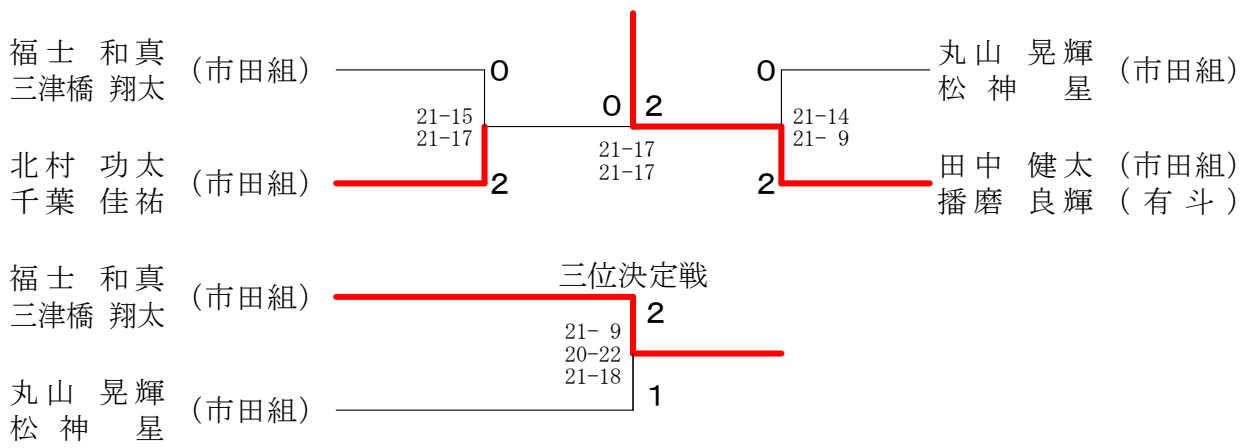 福士 和真
三津橋 翔太
(市田組)
0
21-15
21-17
北村 功太
千葉 佳祐
(市田組)
2
0 2
21-17
21-17
丸山 晃輝
松神 星
(市田組)
0
21-14
21- 9
田中 健太 (市田組)
播磨 良輝 (有斗)
2
三位決定戦
福士 和真
三津橋 翔太
(市田組)
2
21- 9
20-22
21-18
丸山 晃輝
松神 星
(市田組)
1